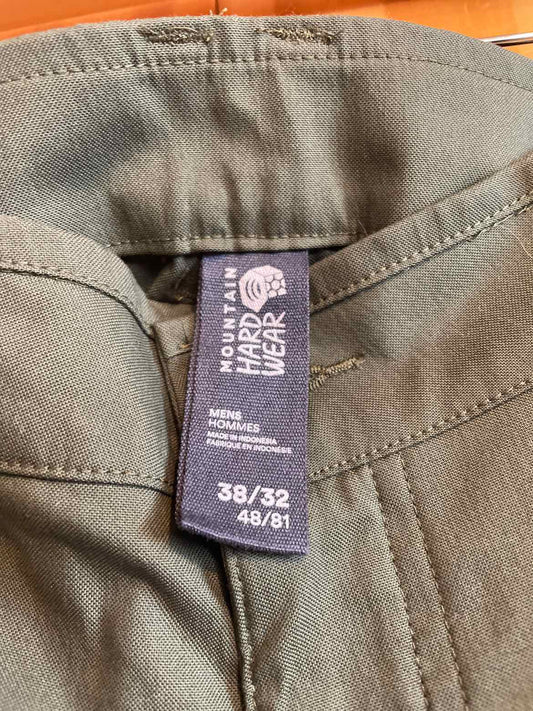 MOUNTAIN
HARD
WEAR
MENS
HOMMES
MADE IN INDONESIA
FABRIQUE EN INDONESIE
38/32
48/81